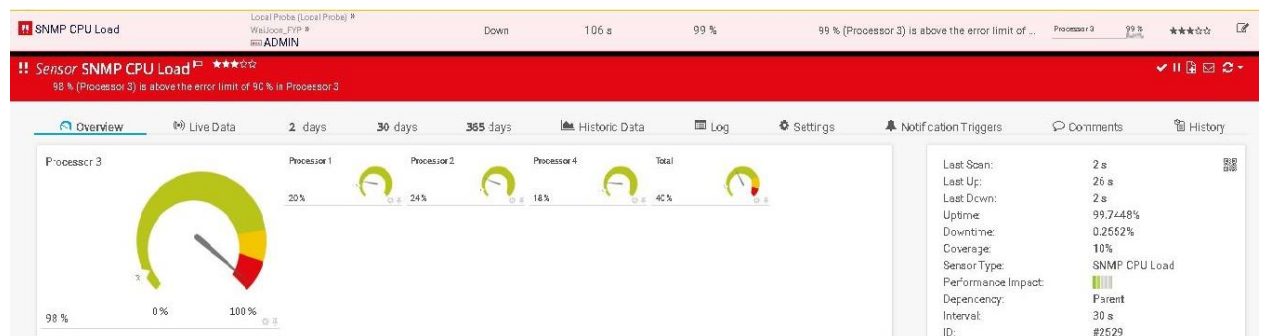 SNMP CPU Load
Local Probe (Local Probe) »
WaiJoon_FYP »
ADMIN
Down
106 s
99 %
99 % (Processor 3) is above the error limit of ...
Processor 3
99 %
Sensor SNMP CPU Load
98 % (Processor 3) is above the error limit of 90 % in Processor 3
Overview
Live Data
2 days
30 days
365 days
Historic Data
Log
Settings
Notification Triggers
Comments
History
Processor 3
98 %
0 %
100 %
Processor 1
20 %
Processor 2
24 %
Processor 4
18 %
Total
40 %
Last Scan: 2 s
Last Up: 26 s
Last Down: 2 s
Uptime: 99.7448%
Downtime: 0.2552%
Coverage: 10%
Sensor Type: SNMP CPU Load
Performance Impact:
Dependency: Parent
Interval: 30 s
ID: #2529